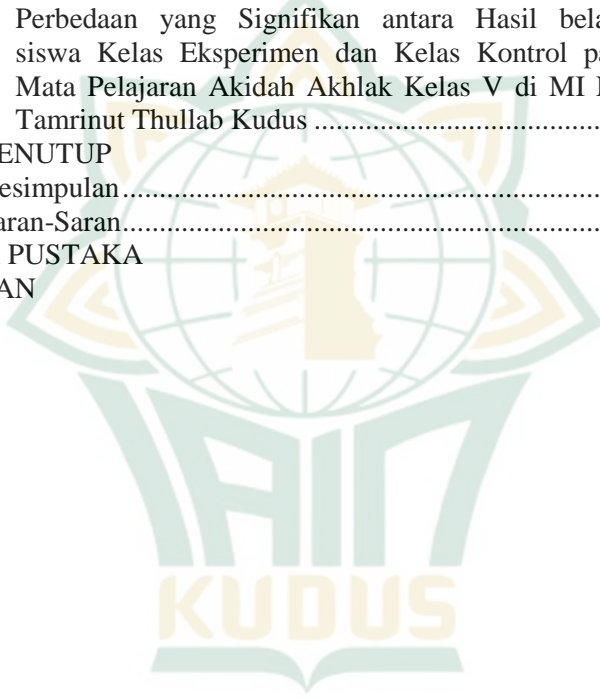 Perbedaan yang Signifikan antara Hasil bela
siswa Kelas Eksperimen dan Kelas Kontrol pa
Mata Pelajaran Akidah Akhlak Kelas V di MI
Tamrinut Thullab Kudus ....................................
ENUTUP
esimpulan.............................................................
aran-Saran............................................................
PUSTAKA
AN
IAIN
KUDUS